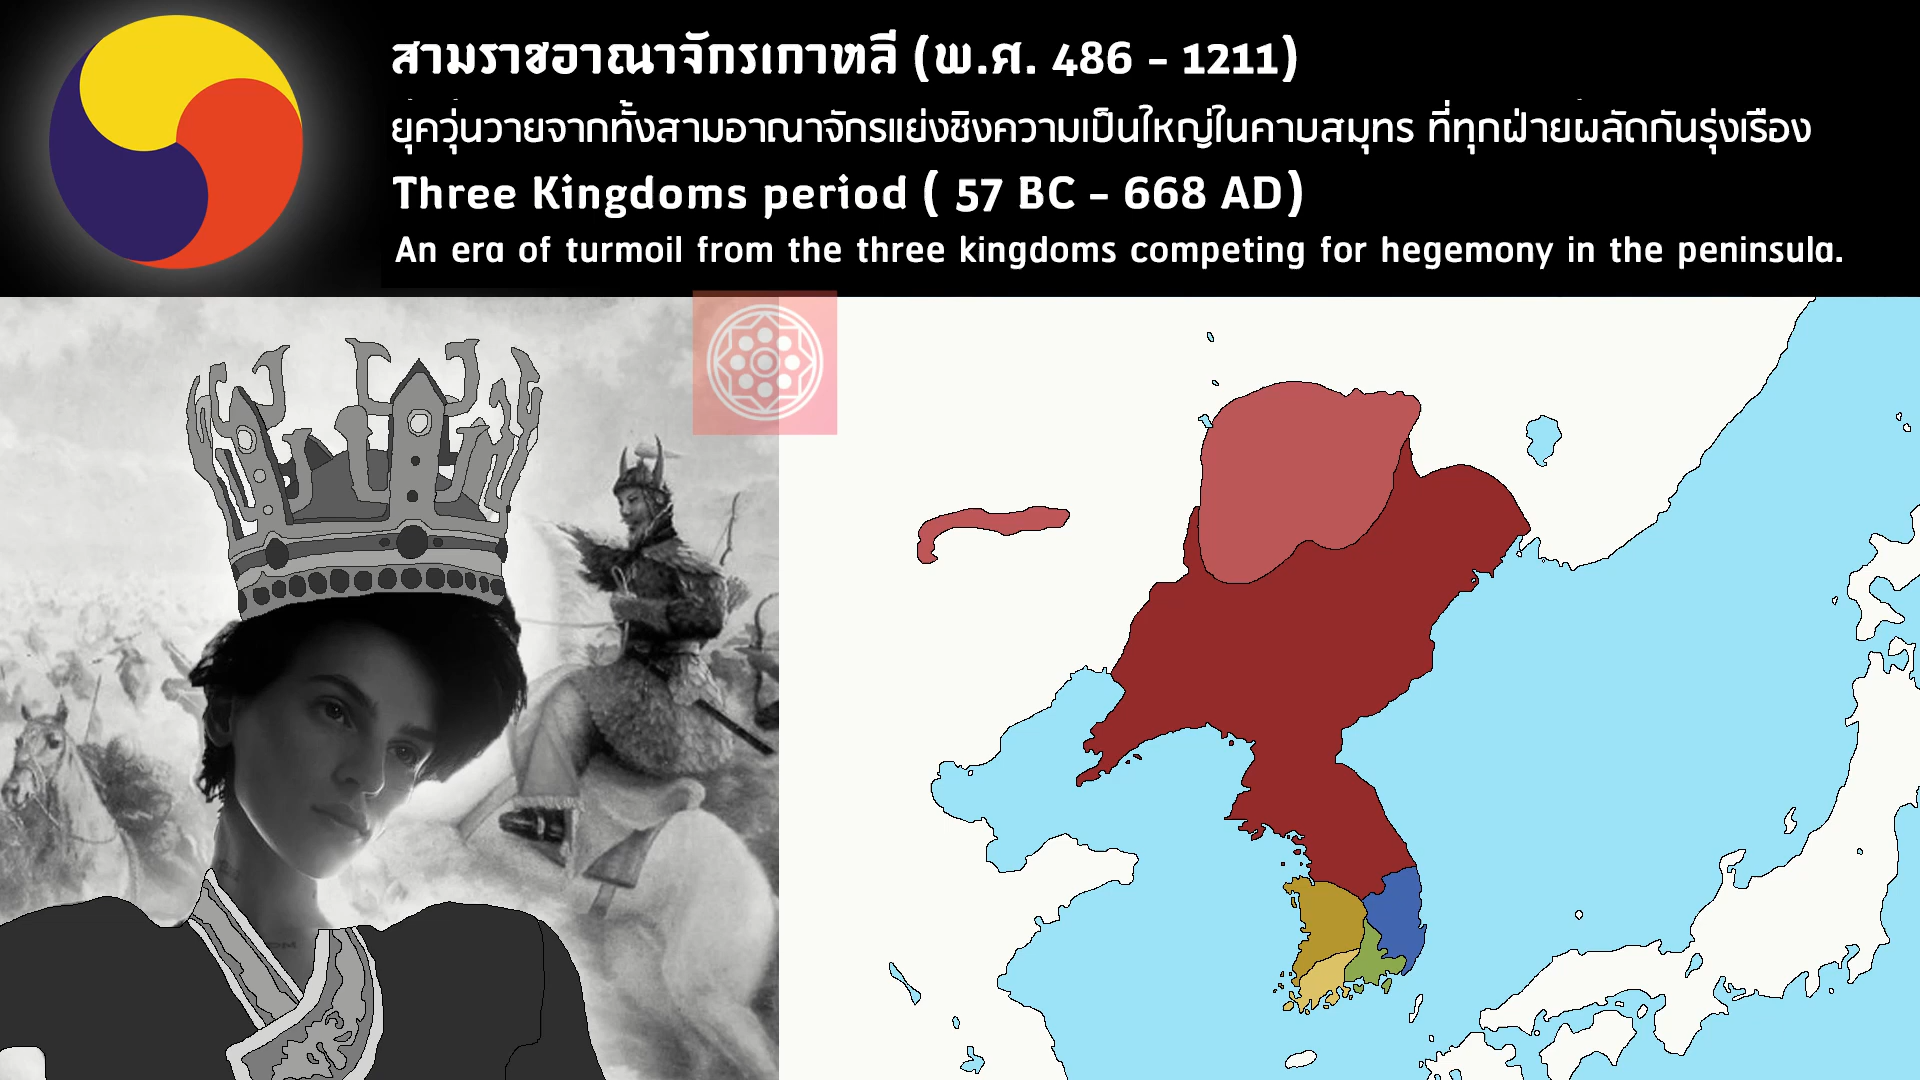 สามราชอาณาจักรเกาหลี (พ.ศ. 486 - 1211)
ยุควุ่นวายจากทั้งสามอาณาจักรแย่งชิงความเป็นใหญ่ในคาบสมุทร ที่ทุกฝ่ายผลัดกันรุ่งเรือง
Three Kingdoms period ( 57 BC - 668 AD)
An era of turmoil from the three kingdoms competing for hegemony in the peninsula.